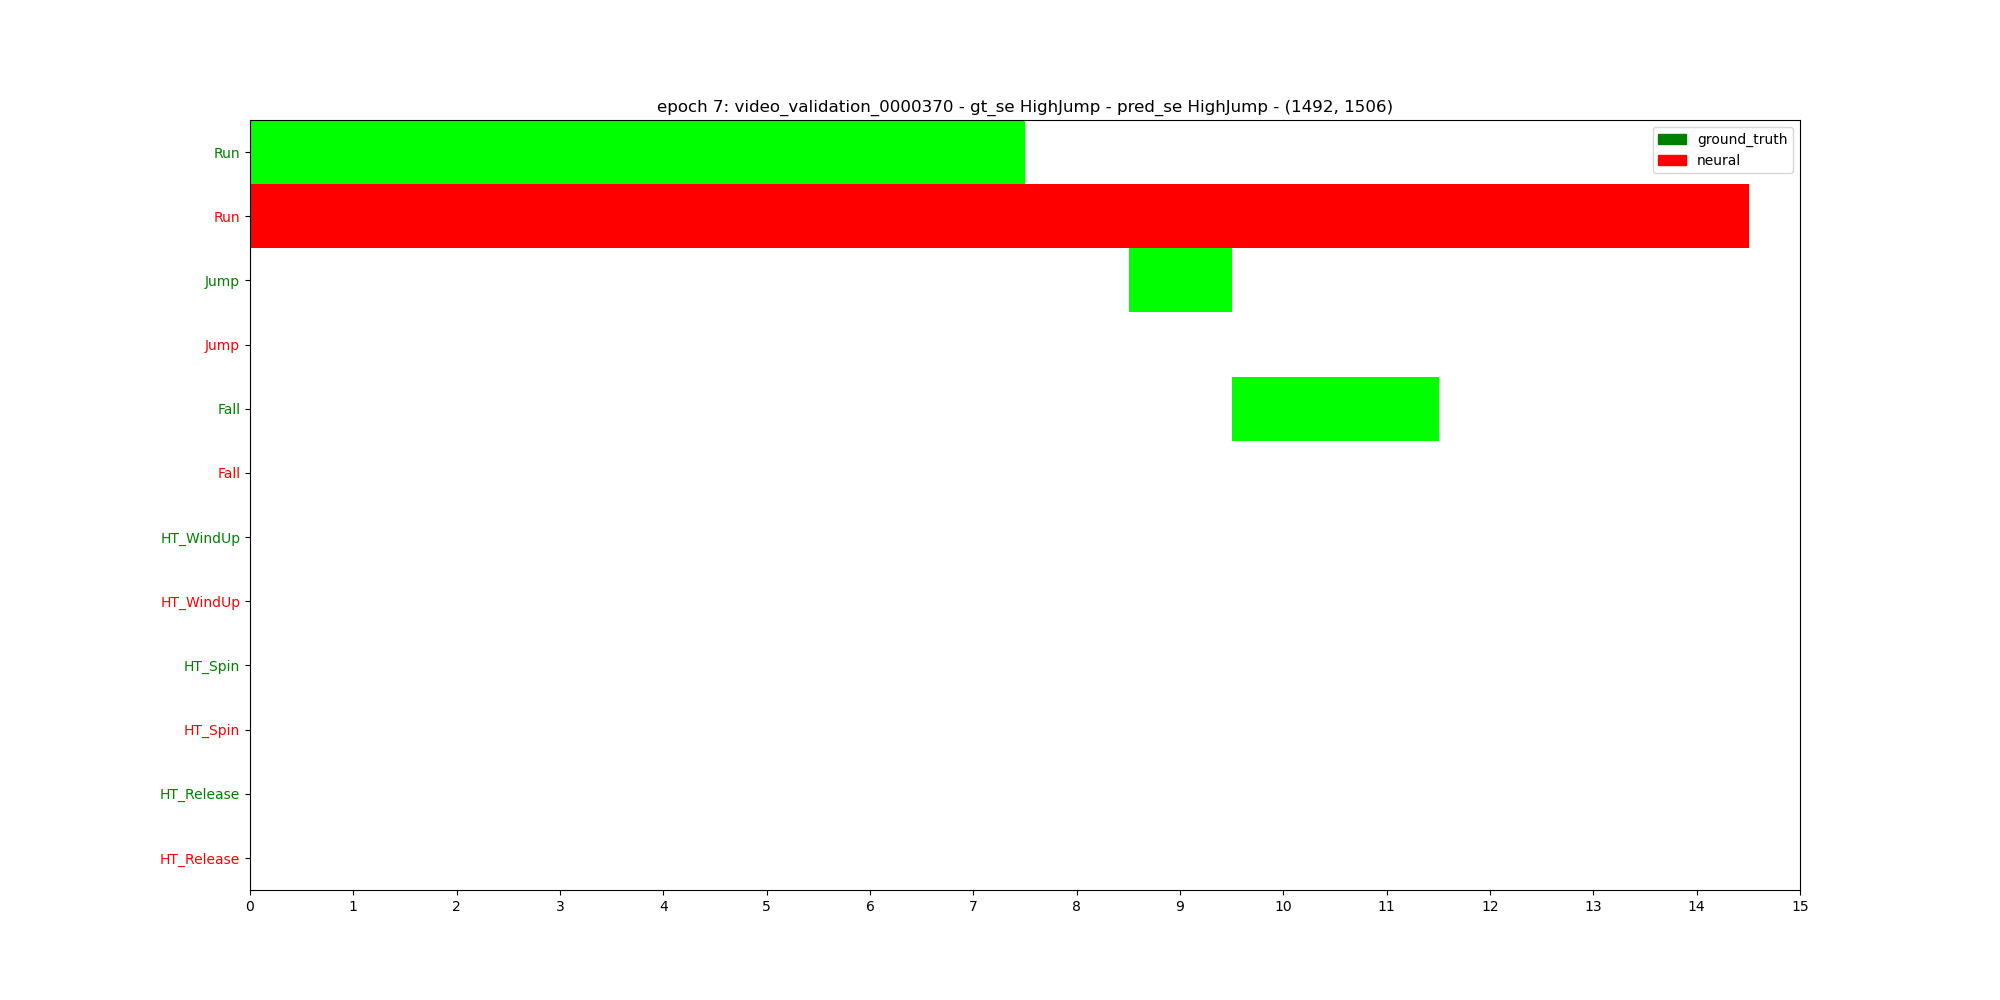 epoch 7: video_validation_0000370 - gt_se HighJump - pred_se HighJump - (1492, 1506)
ground_truth
neural
Run
Run
Jump
Jump
Fall
Fall
HT_WindUp
HT_WindUp
HT_Spin
HT_Spin
HT_Release
HT_Release
0 1 2 3 4 5 6 7 8 9 10 11 12 13 14 15